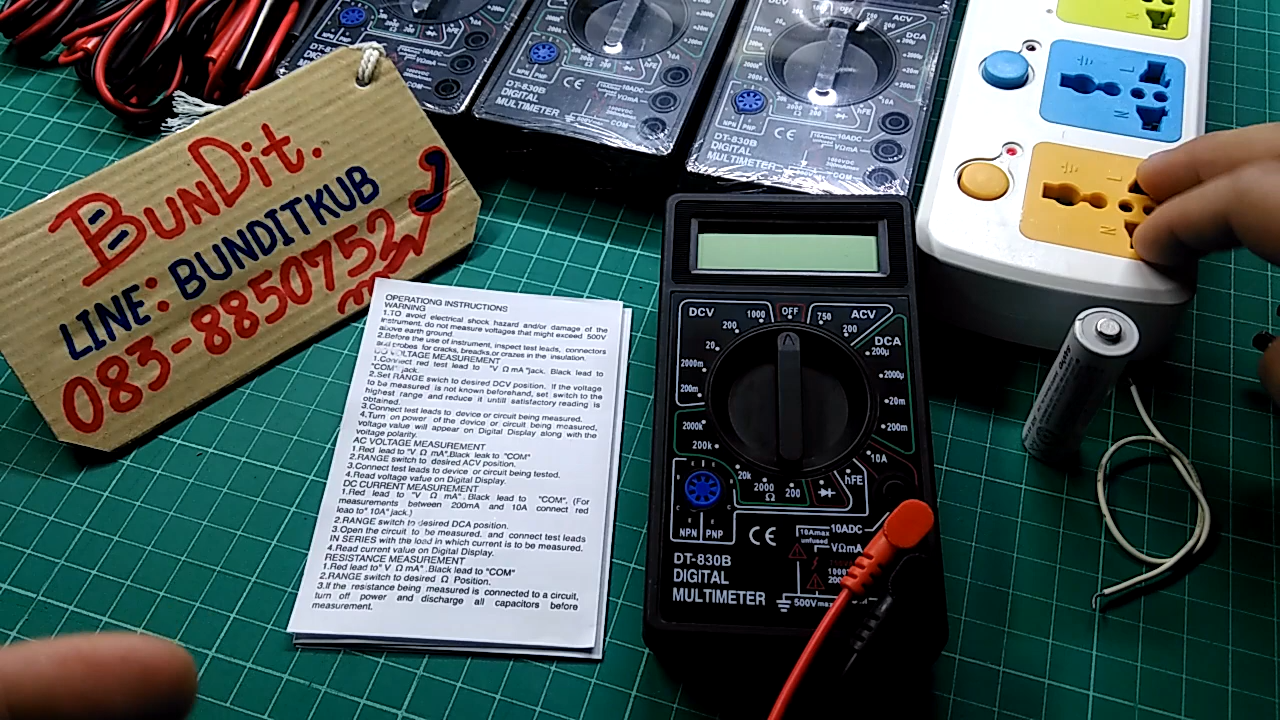 BUNDIT.
LINE: BUNDITKUB
083-8850752
OPERATIONG INSTRUCTIONS
WARNING
1.TO avoid electrical shock hazard and/or damage of the
instrument, do not measure voltages that might exceed 500V
above earth ground.
2.Before the use of instrument, inspect test leads, connectors
and probes for cracks, breadks,or crazes in the insulation.
DC VOLTAGE MEASUREMENT
1.Connect red test lead to "V Ω mA"jack. Black lead to
"COM" jack.
2.Set RANGE swich to desired DCV position. If the voltage
to be measured is not known beforehand, set switch to the
highest range and reduce it untill satisfactory reading is
obtained.
3.Connect test leads to device or circuit being measured.
4.Turn on power of the device or circuit being measured,
voltage value will appear on Digital Display along with the
voltage polarity.
AC VOLTAGE MEASUREMENT
1.Red lead to "V Ω mA".Black leak to "COM"
2.RANGE switch to desired ACV position.
3.Connect test leads to device or circuit being tested.
4.Read voltage value on Digital Display.
DC CURRENT MEASUREMENT
1.Red lead to "V Ω mA". Black lead to "COM", (For
measurements between 200mA and 10A connect red
leao to" 10A" jack.)
2.RANGE switch to desired DCA position.
3.Open the circuit to be measured, and connect test leads
IN SERIES with the load in which current is to be measured.
4.Read current value on Digital Display.
RESISTANCE MEASUREMENT
1.Red lead to" V Ω mA" .Black lead to "COM"
2.RANGE switch to desired Ω Position.
3.If the resistance being measured is connected to a circuit,
turn off power and discharge all capacitors before
measurement.
DCV 1000 OFF 750 ACV
200 200
DCA
20 200µ
2000m 2000µ
200m 20m
2000k 200m
200k 10A
20k 2000 Ω 200 hFE
NPN PNP
CE
10Amax
unfused
10ADC
VΩmA
500V max
DT-830B
DIGITAL
MULTIMETER
DT-830B
DIGITAL
MULTIMETER
DT-830B
DIGITAL
MULTIMETER